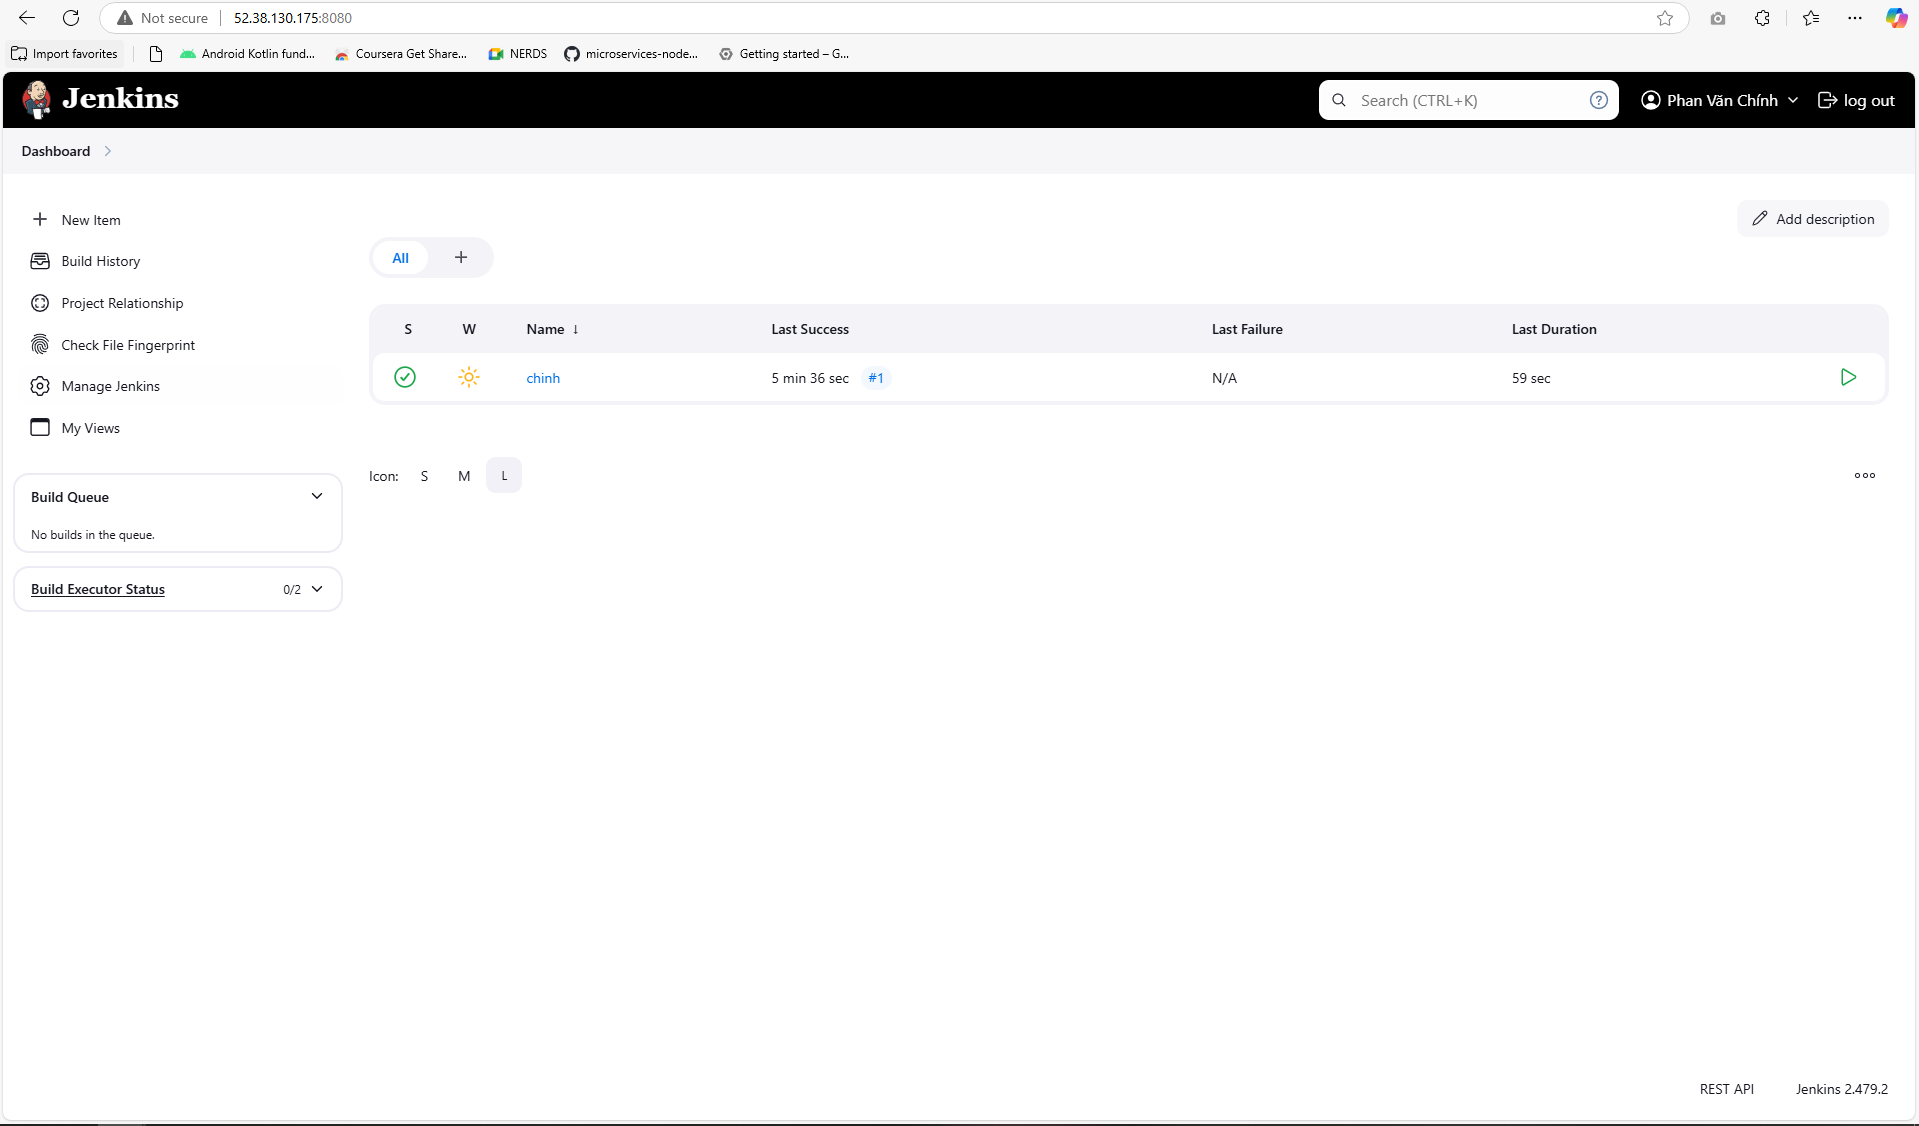 Not secure 52.38.130.175:8080
Import favorites Android Kotlin fund... Coursera Get Share... NERDS microservices-node... Getting started – G...
Jenkins Search (CTRL+K) ? Phan Văn Chính log out
Dashboard
New Item
Build History
Project Relationship
Check File Fingerprint
Manage Jenkins
My Views
Build Queue
No builds in the queue.
Build Executor Status 0/2
Add description
All +
S W Name ↓ Last Success Last Failure Last Duration
chinh 5 min 36 sec #1 N/A 59 sec
Icon: S M L
REST API Jenkins 2.479.2